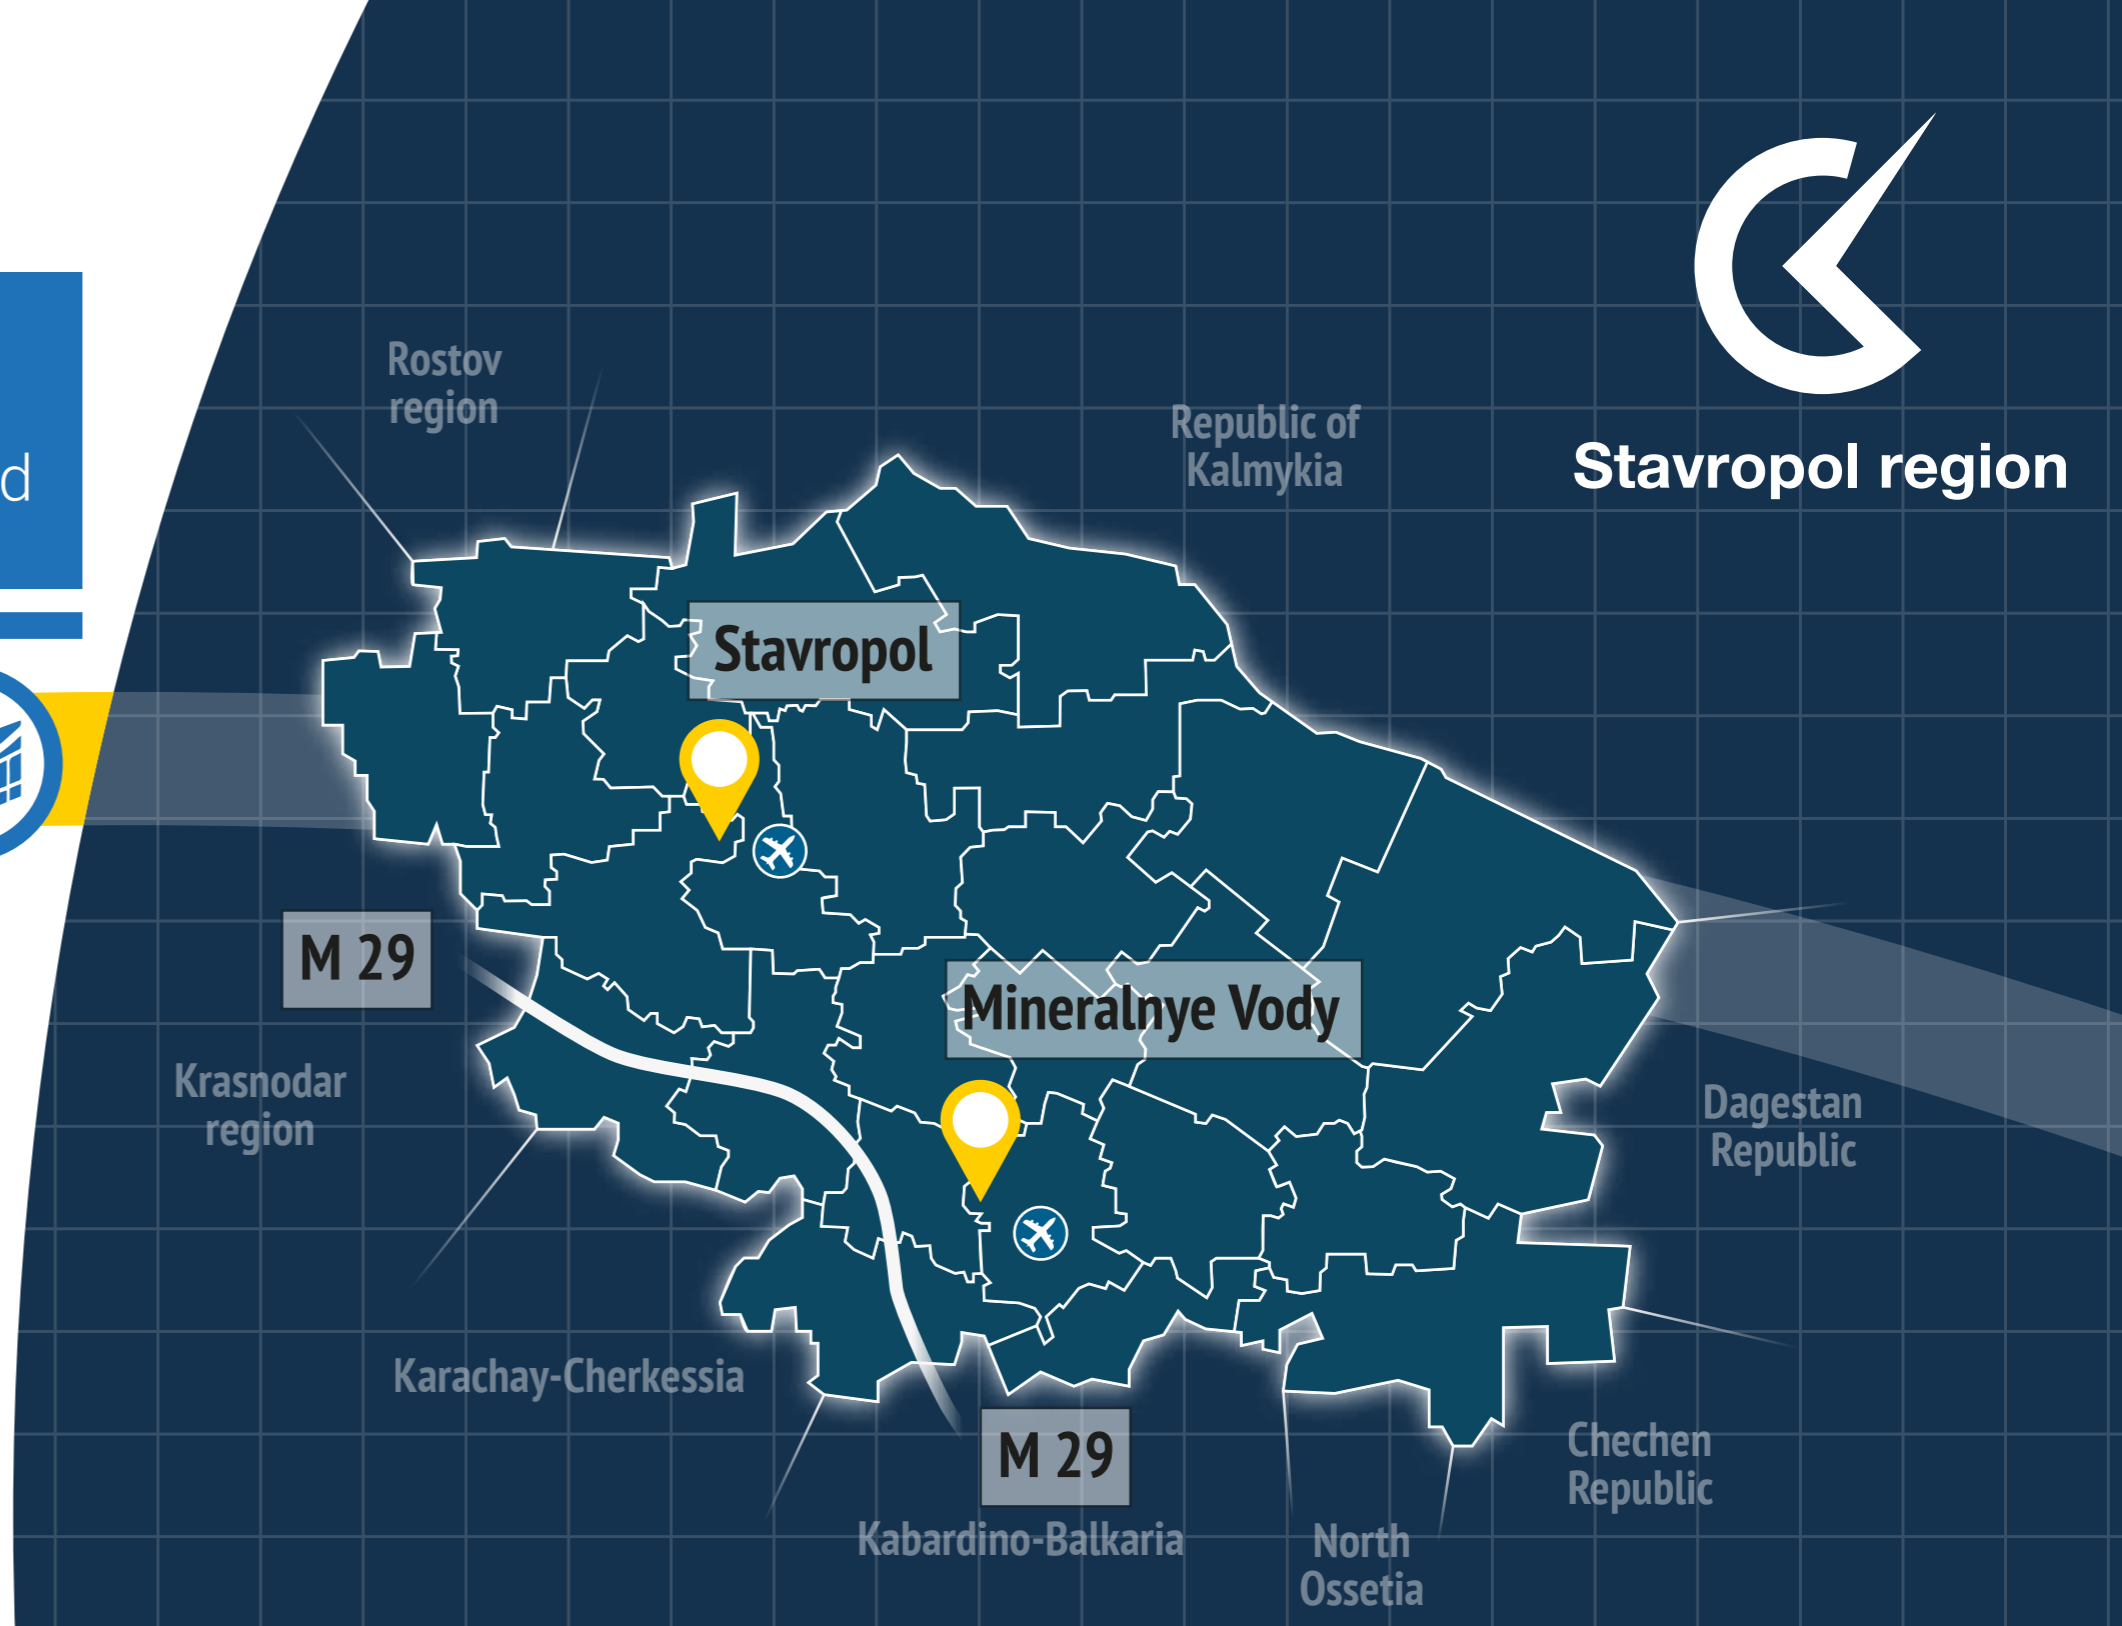 Rostov
region
Republic of
Kalmykia
Stavropol region
d
Stavropol
M 29
Mineralnye Vody
Krasnodar
region
Dagestan
Republic
Karachay-Cherkessia
M 29
Chechen
Republic
Kabardino-Balkaria
North
Ossetia